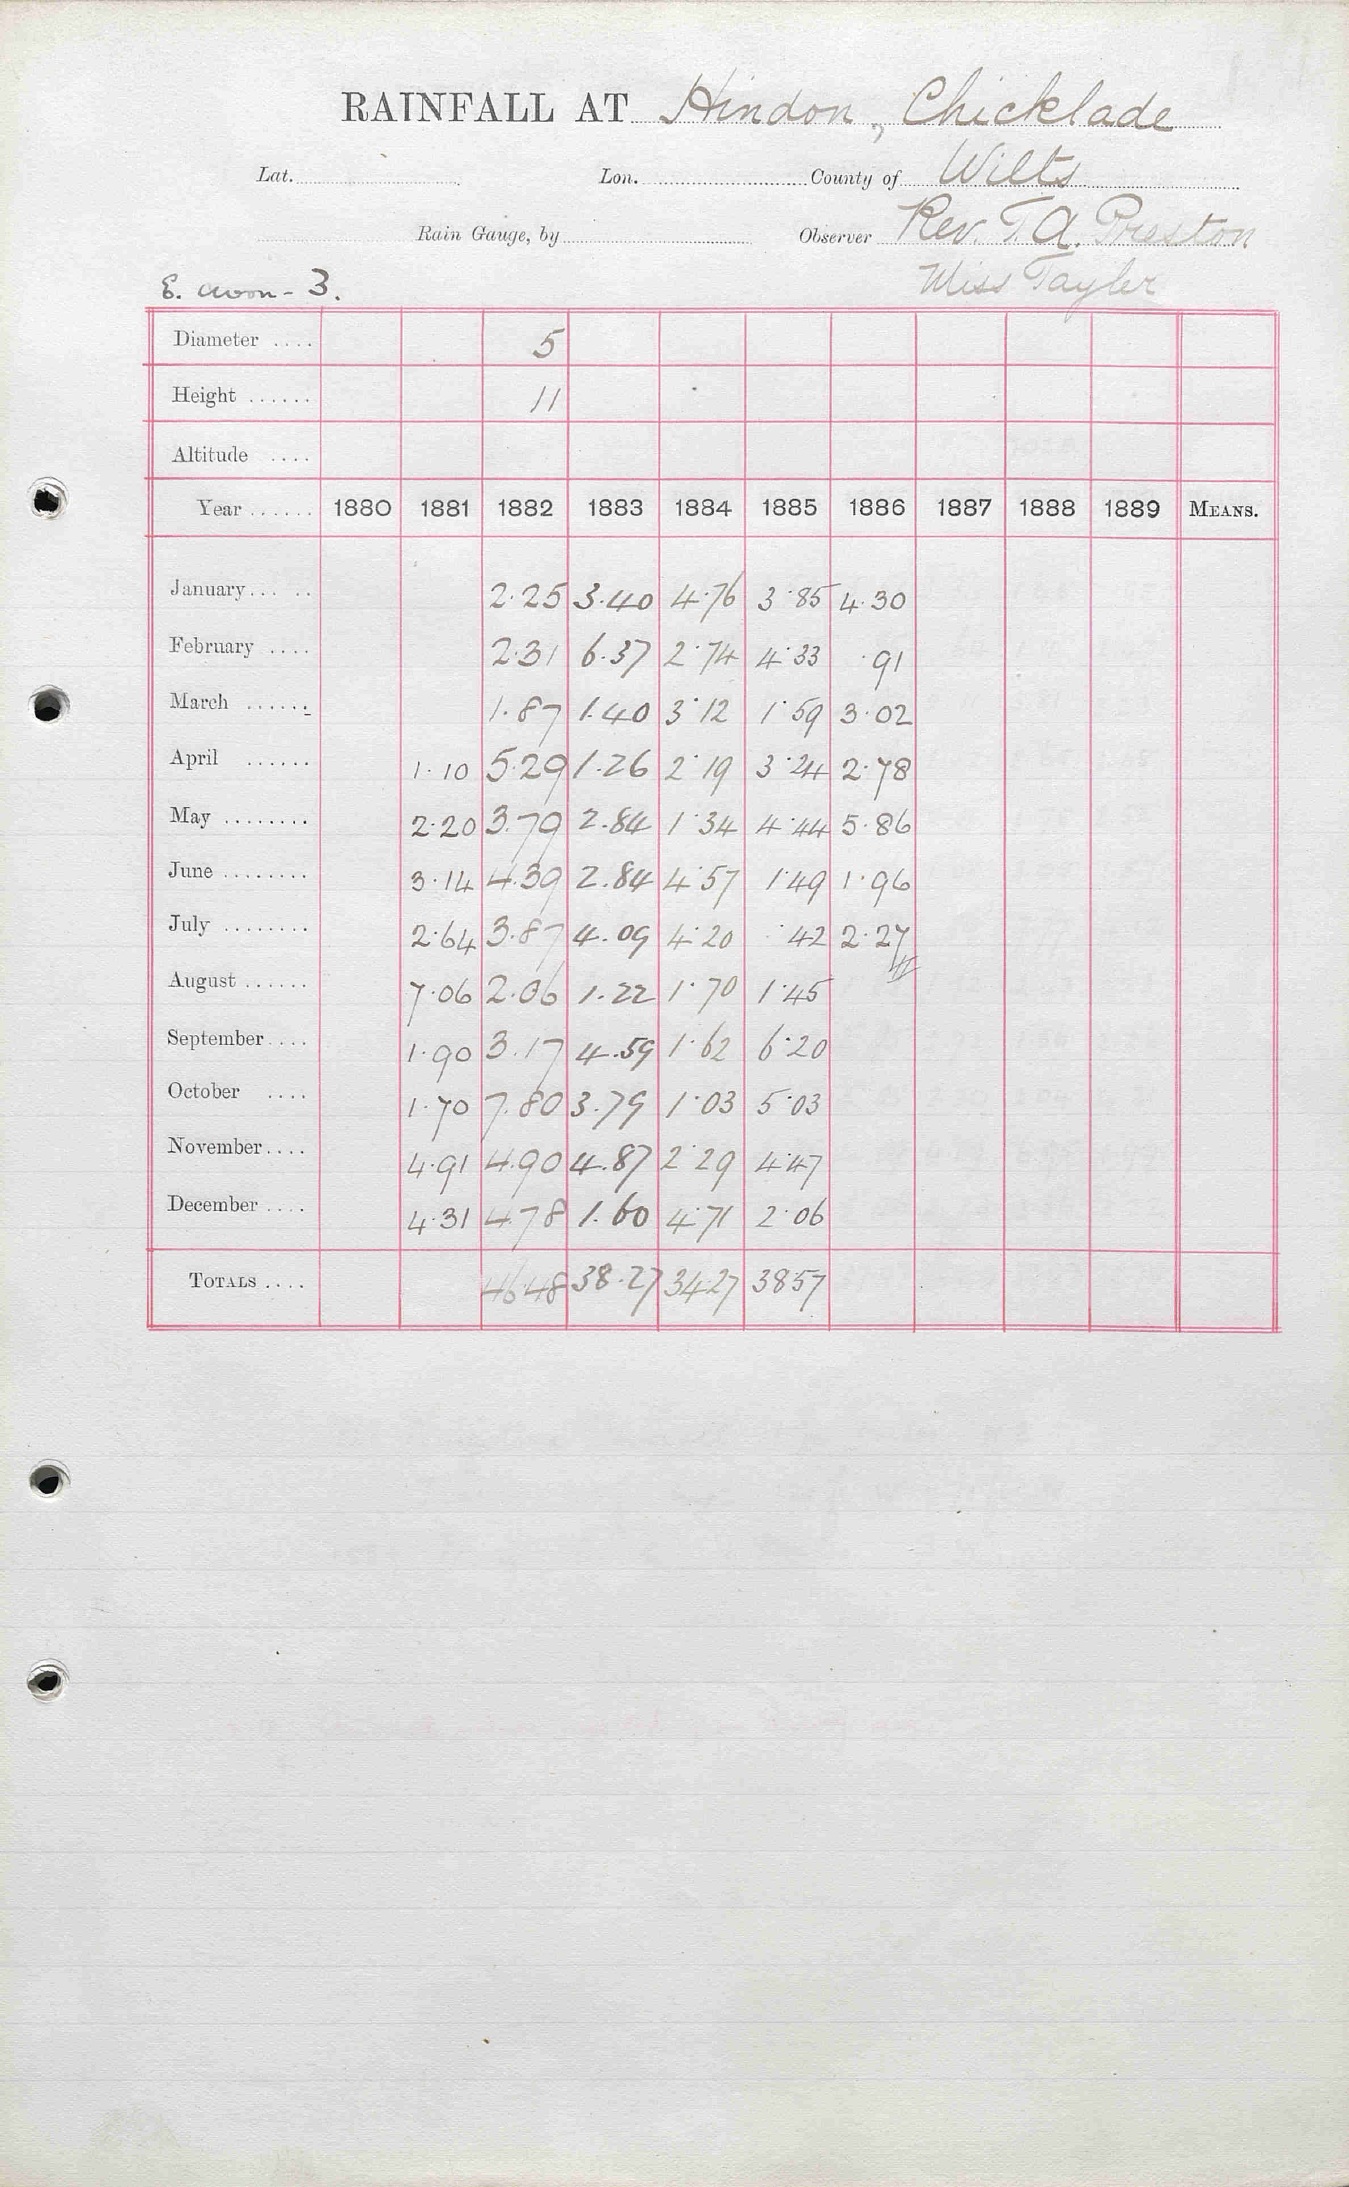 RAINFALL AT Hindon, Chicklade
Lat. Lon. County of Wilts
Rain Gauge, by Observer Rev. T. A. Preston
E. Avon - 3. Miss Tayler
Diameter .... 5
Height ...... 11
Altitude ....
Year ...... 1880 1881 1882 1883 1884 1885 1886 1887 1888 1889 MEANS.
January... .. 2.25 3.40 4.76 3.85 4.30
February .... 2.31 6.37 2.74 4.33 .91
March ...... 1.87 1.40 3.12 1.59 3.02
April ...... 1.10 5.29 1.26 2.19 3.24 2.78
May ........ 2.20 3.79 2.84 1.34 4.44 5.86
June ........ 3.14 4.39 2.84 4.57 1.49 1.96
July ........ 2.64 3.87 4.09 4.20 .42 2.27
August ...... 7.06 2.06 1.22 1.70 1.45
September.... 1.90 3.17 4.59 1.62 6.20
October .... 1.70 7.80 3.79 1.03 5.03
November.... 4.91 4.90 4.87 2.29 4.47
December .... 4.31 4.78 1.60 4.71 2.06
TOTALS .... 46.48 38.27 34.27 38.57